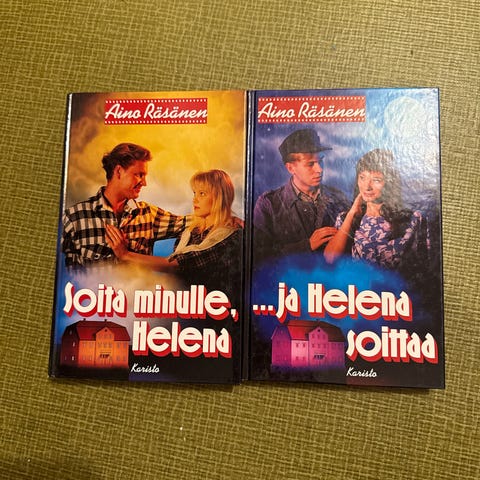 Aino Räsänen
Soita minulle,
Helena
Karisto
Aino Räsänen
...ja Helena
soittaa
Karisto